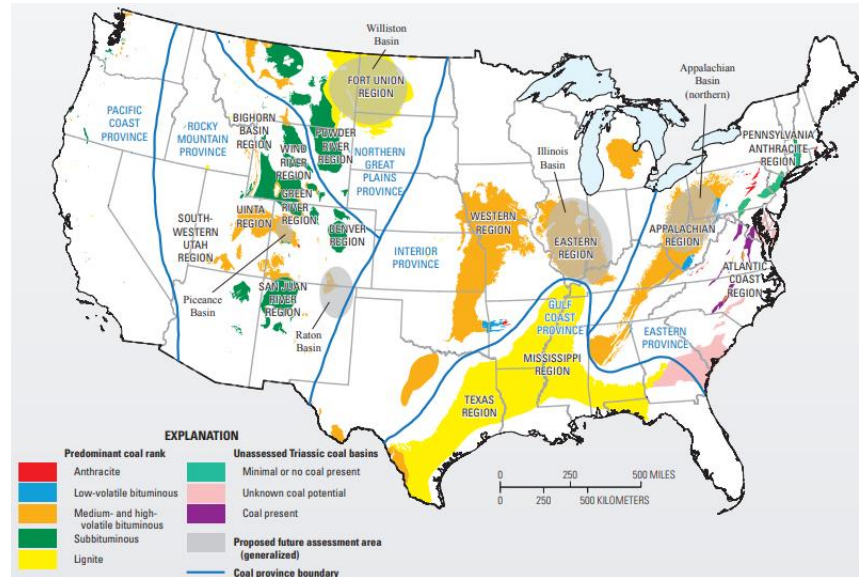 Williston
Basin
FORT UNION
REGION
Appalachian
Basin
(northern)
PACIFIC
COAST
PROVINCE
ROCKY
MOUNTAIN
PROVINCE
BIGHORN
BASIN
REGION
WIND
RIVER
REGION
POWDER
RIVER
REGION
NORTHERN
GREAT
PLAINS
PROVINCE
GREEN
RIVER
REGION
Illinois
Basin
PENNSYLVANIA
ANTHRACITE
REGION
SOUTH-
WESTERN
UTAH
REGION
UINTA
REGION
DENVER
REGION
WESTERN
REGION
INTERIOR
PROVINCE
EASTERN
REGION
APPALACHIAN
REGION
ATLANTIC
COAST
REGION
Piceance
Basin
SAN JUAN
RIVER
REGION
Raton
Basin
GULF
COAST
PROVINCE
EASTERN
PROVINCE
MISSISSIPPI
REGION
TEXAS
REGION
EXPLANATION
Predominant coal rank
Anthracite
Low-volatile bituminous
Medium- and high-
volatile bituminous
Subbituminous
Lignite
Unassessed Triassic coal basins
Minimal or no coal present
Unknown coal potential
Coal present
Proposed future assessment area
(generalized)
Coal province boundary
0 250 500 MILES
0 250 500 KILOMETERS